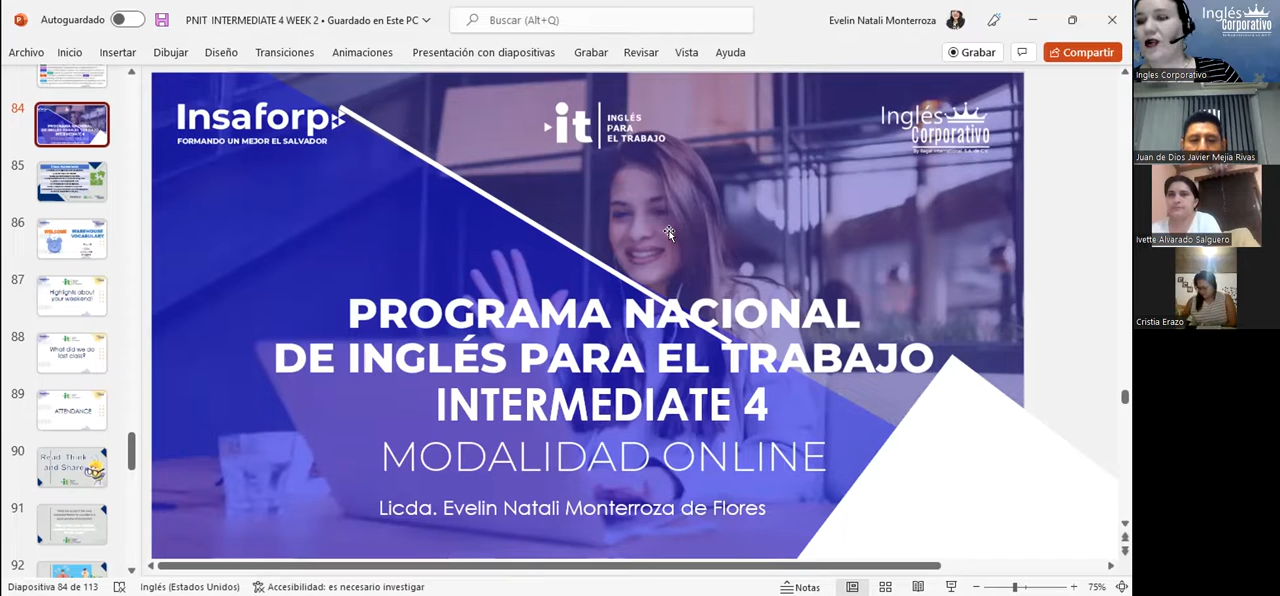 Autoguardado
PNIT INTERMEDIATE 4 WEEK 2 • Guardado en Este PC
Buscar (Alt+Q)
Evelin Natali Monterroza
Archivo Inicio Insertar Dibujar Diseño Transiciones Animaciones Presentación con diapositivas Grabar Revisar Vista Ayuda
Grabar
Compartir
84
85
86
WELCOME
WAREHOUSE
VOCABULARY
87
Highlights about
your weekend!
88
What did we do
last class?
89
ATTENDANCE
90
Read, Think
and Share
91
92
Insaforp
FORMANDO UN MEJOR EL SALVADOR
it
INGLÉS
PARA
EL TRABAJO
Inglés
Corporativo
PROGRAMA NACIONAL
DE INGLÉS PARA EL TRABAJO
INTERMEDIATE 4
MODALIDAD ONLINE
Licda. Evelin Natali Monterroza de Flores
Inglés
Corporativo
Ingles Corporativo
Juan de Dios Javier Mejia Rivas
Ivette Alvarado Salguero
Cristia Erazo
Diapositiva 84 de 113
Inglés (Estados Unidos)
Accesibilidad: es necesario investigar
Notas
75%